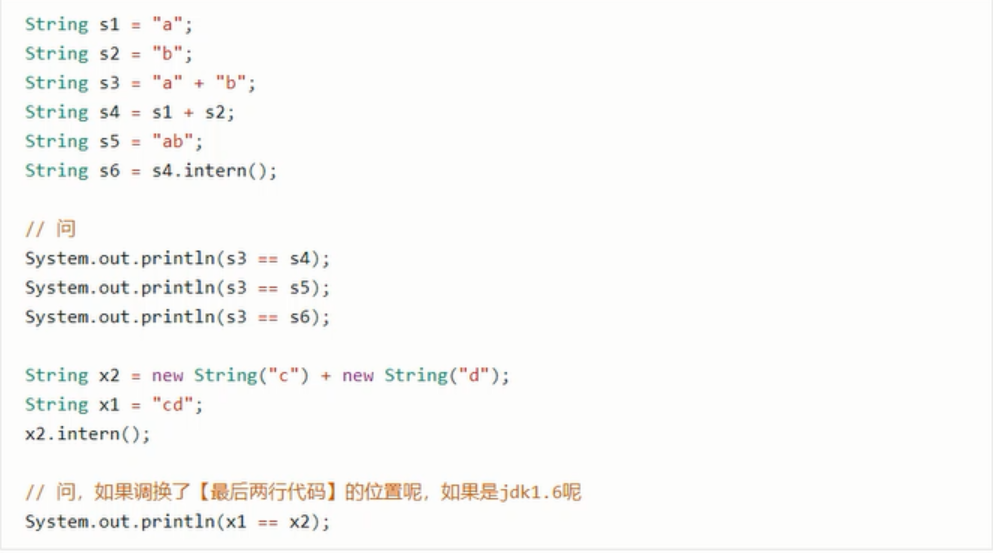 String s1 = "a";
String s2 = "b";
String s3 = "a" + "b";
String s4 = s1 + s2;
String s5 = "ab";
String s6 = s4.intern();
// 问
System.out.println(s3 == s4);
System.out.println(s3 == s5);
System.out.println(s3 == s6);
String x2 = new String("c") + new String("d");
String x1 = "cd";
x2.intern();
// 问，如果调换了【最后两行代码】的位置呢，如果是jdk1.6呢
System.out.println(x1 == x2);